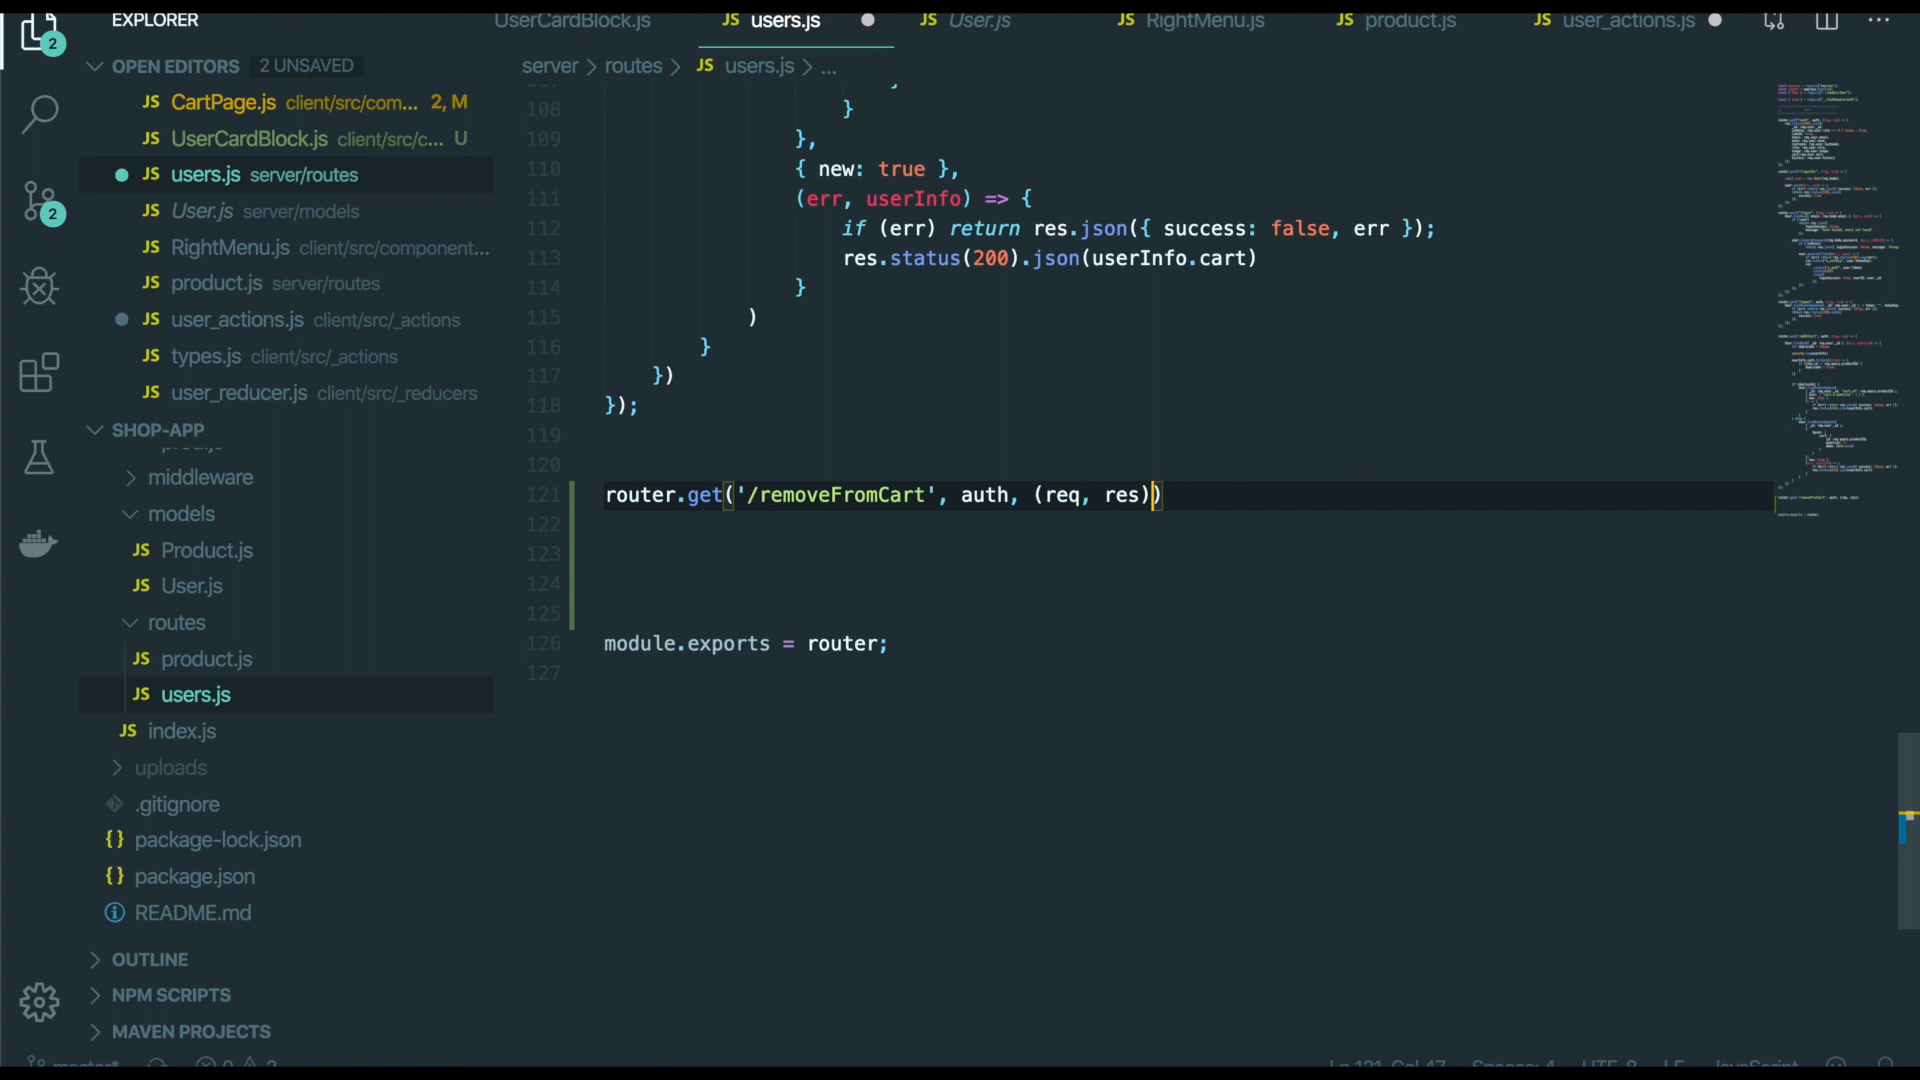 EXPLORER
UserCardBlock.js
JS users.js
JS User.js
JS RightMenu.js
JS product.js
JS user_actions.js
2
OPEN EDITORS 2 UNSAVED
server > routes > JS users.js > ...
JS CartPage.js client/src/com... 2, M
JS UserCardBlock.js client/src/c... U
JS users.js server/routes
JS User.js server/models
JS RightMenu.js client/src/component...
JS product.js server/routes
JS user_actions.js client/src/_actions
JS types.js client/src/_actions
JS user_reducer.js client/src/_reducers
2
SHOP-APP
middleware
models
JS Product.js
JS User.js
routes
JS product.js
JS users.js
JS index.js
uploads
.gitignore
{} package-lock.json
{} package.json
README.md
OUTLINE
NPM SCRIPTS
MAVEN PROJECTS
108 }
109 },
110 { new: true },
111 (err, userInfo) => {
112 if (err) return res.json({ success: false, err });
113 res.status(200).json(userInfo.cart)
114 }
115 )
116 }
117 })
118 });
119
120
121 router.get('/removeFromCart', auth, (req, res))
122
123
124
125
126 module.exports = router;
127